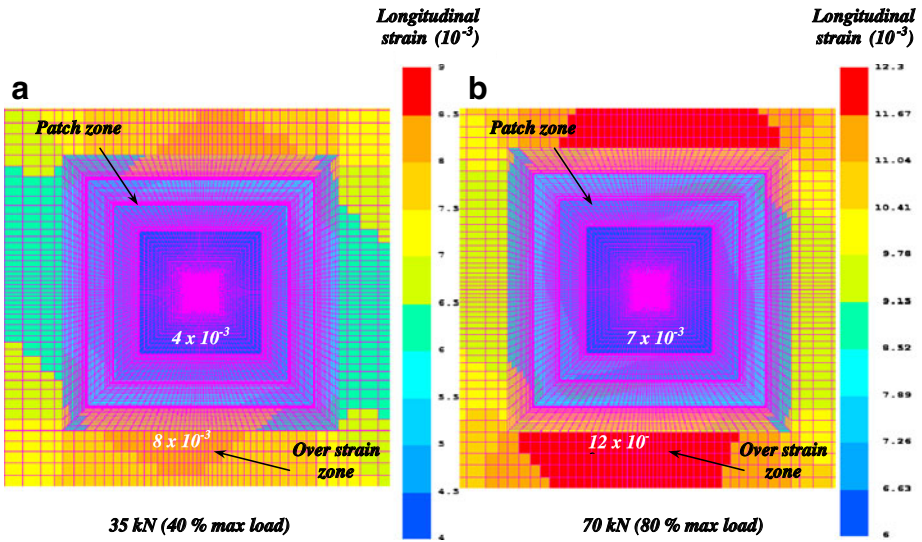 Longitudinal
strain (10-3)
Longitudinal
strain (10-3)
a
b
9
8.5
8
7.5
7
6.5
6
5.5
5
4.5
4
12.3
11.67
11.04
10.41
9.78
9.15
8.52
7.89
7.26
6.63
6
Patch zone
Patch zone
4 x 10-3
7 x 10-3
8 x 10-3
12 x 10-
Over strain
zone
Over strain
zone
35 kN (40 % max load)
70 kN (80 % max load)